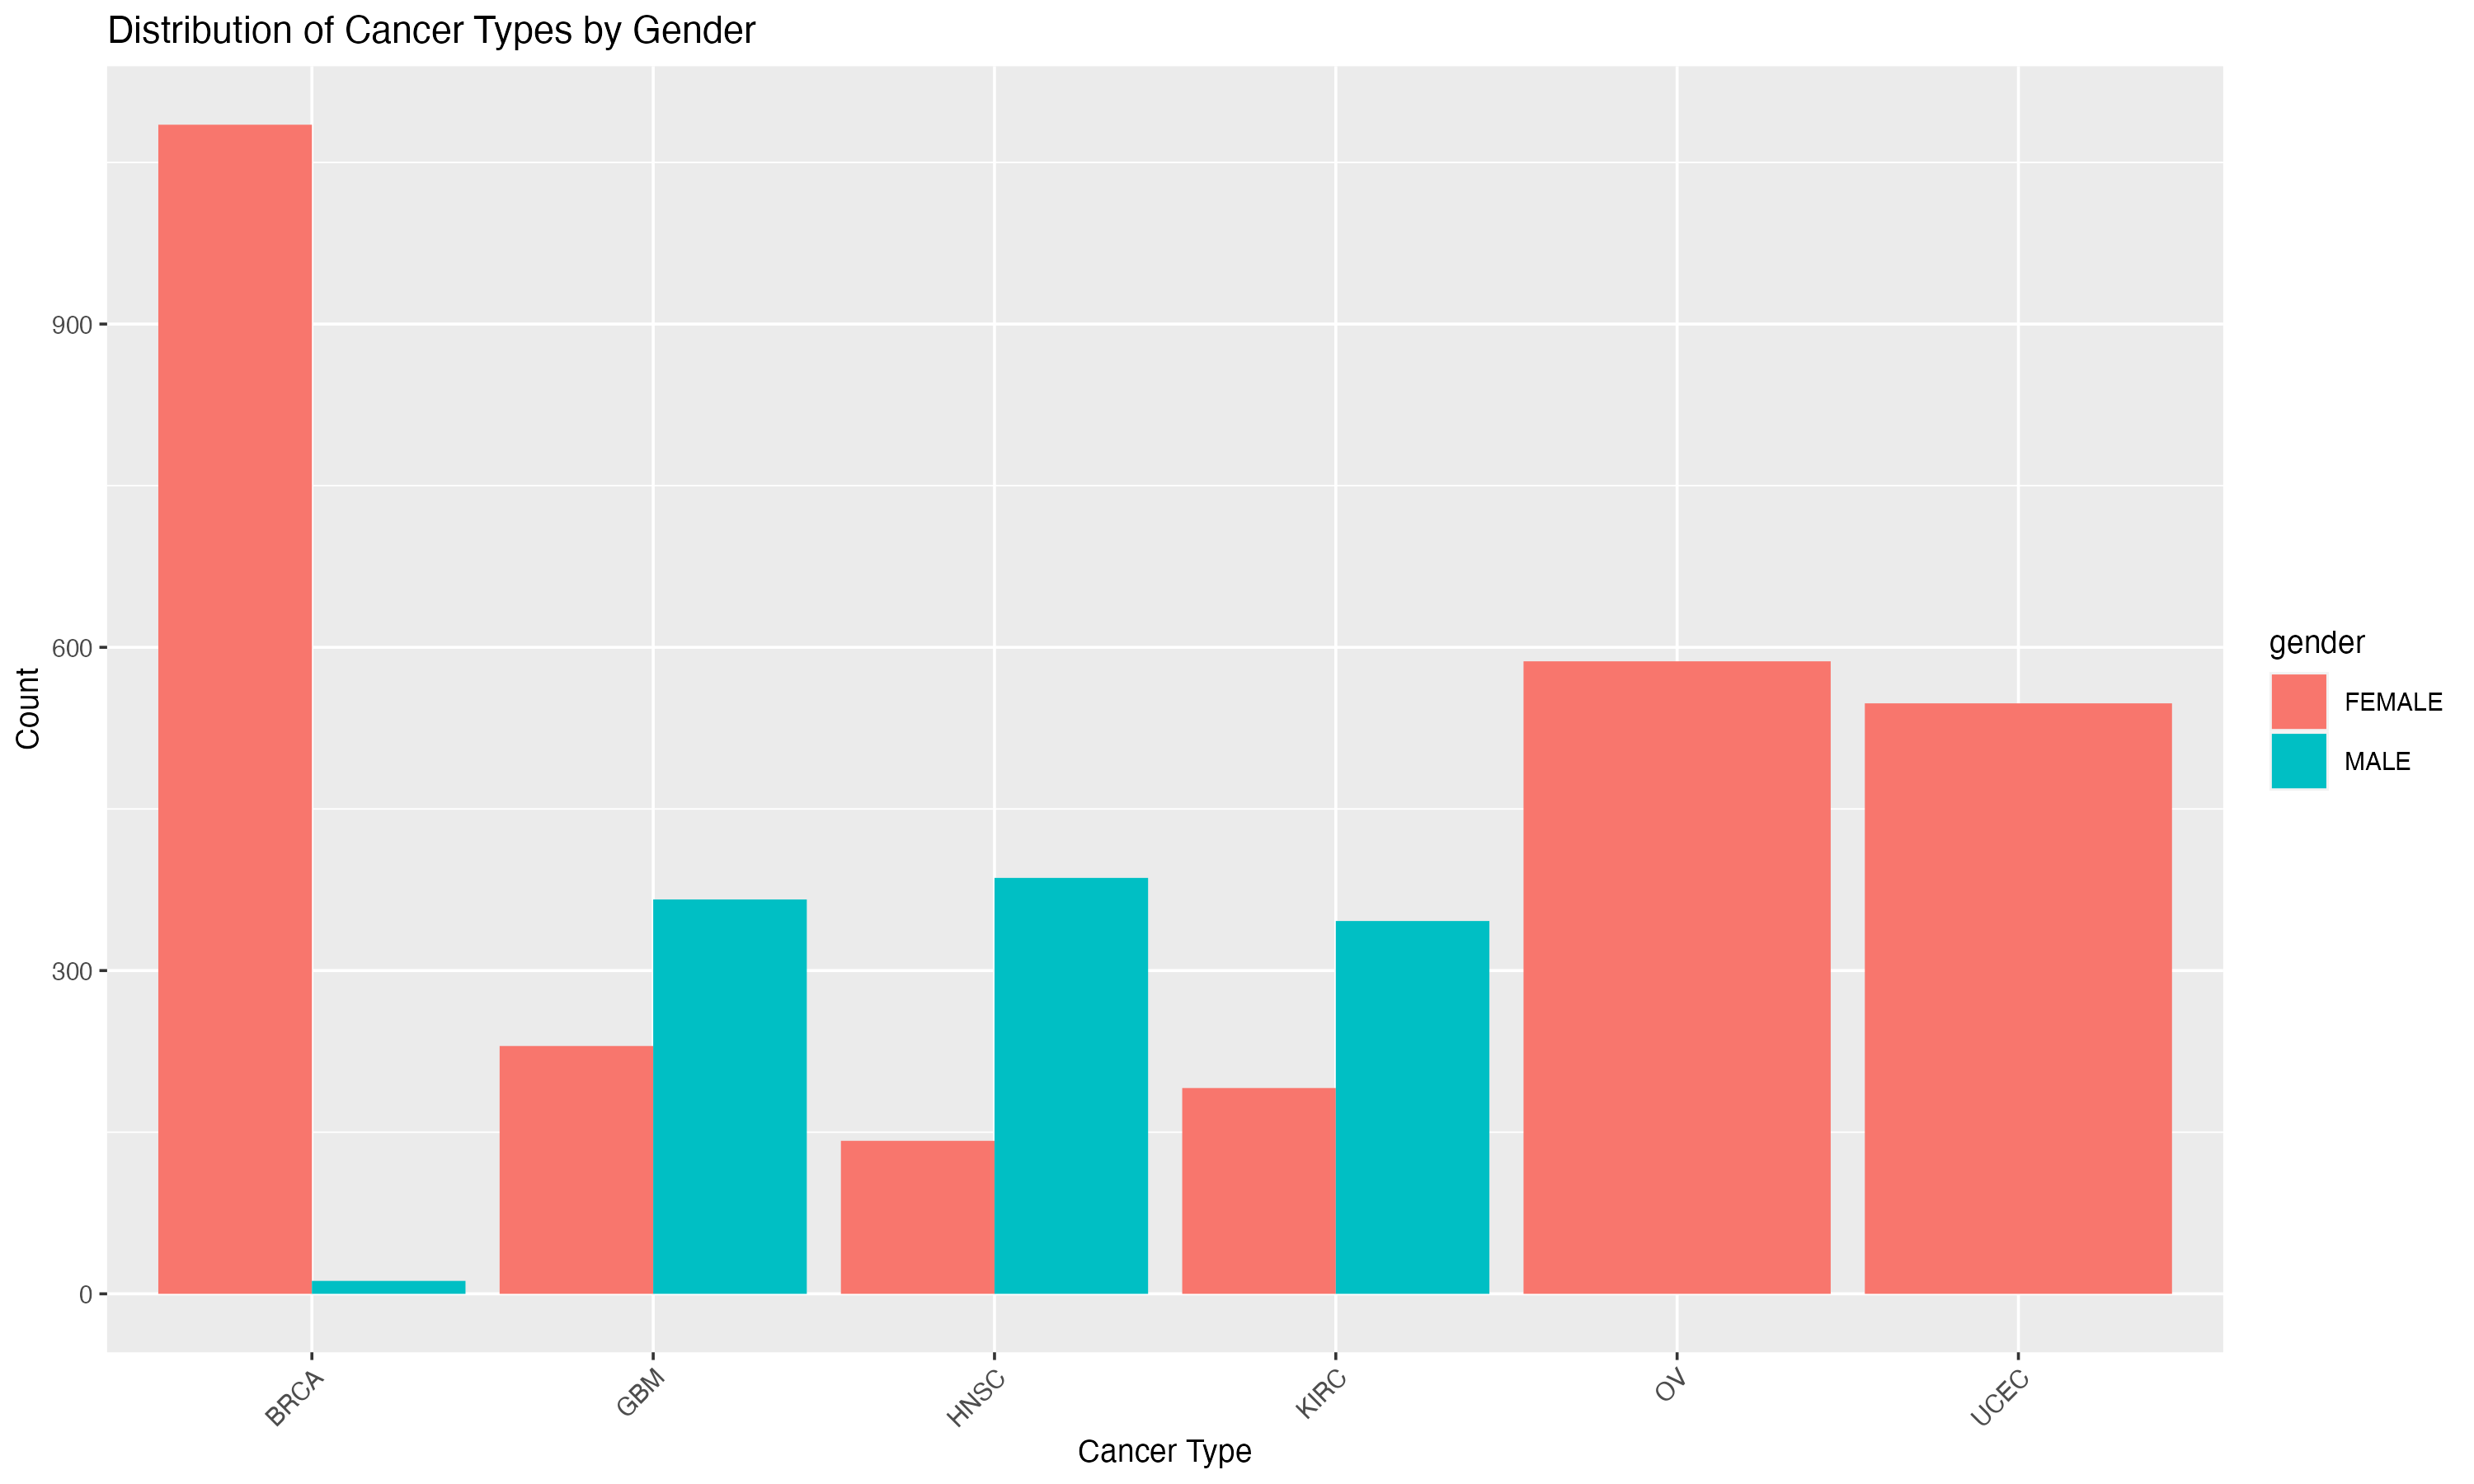 Distribution of Cancer Types by Gender
Count
900
600
300
0
BRCA
GBM
HNSC
KIRC
OV
UCEC
Cancer Type
gender
FEMALE
MALE